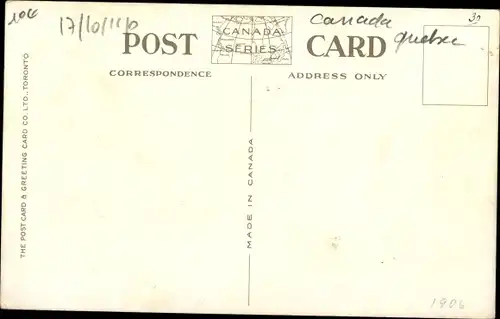 10€
17/10/1110
Canada
30
POST CANADA SERIES CARD
Quebec
CORRESPONDENCE
ADDRESS ONLY
THE POST CARD & GREETING CARD CO. LTD., TORONTO.
MADE IN CANADA
1906